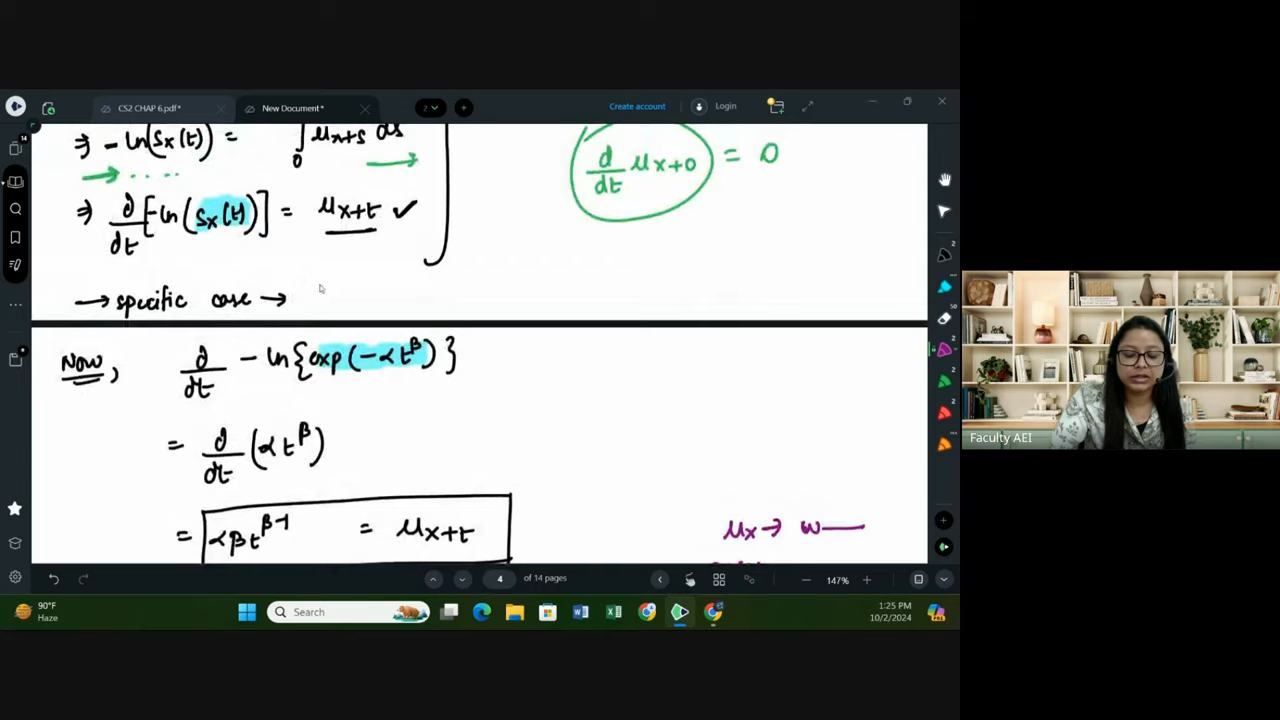 CS2 CHAP 6.pdf*
New Document*
2
Create account
Login
⇒ - ln(Sx(t)) = ∫0 μx+s ds
d/dt μx+0 = 0
⇒ d/dt [-ln(Sx(t))] = μx+t ✓
→ specific case →
Now, d/dt - ln{exp(-αt^β)}
= d/dt (αt^β)
= αβt^β-1 = μx+t
μx → w
4 of 14 pages
147%
Faculty AEI
90°F
Haze
Search
1:25 PM
10/2/2024